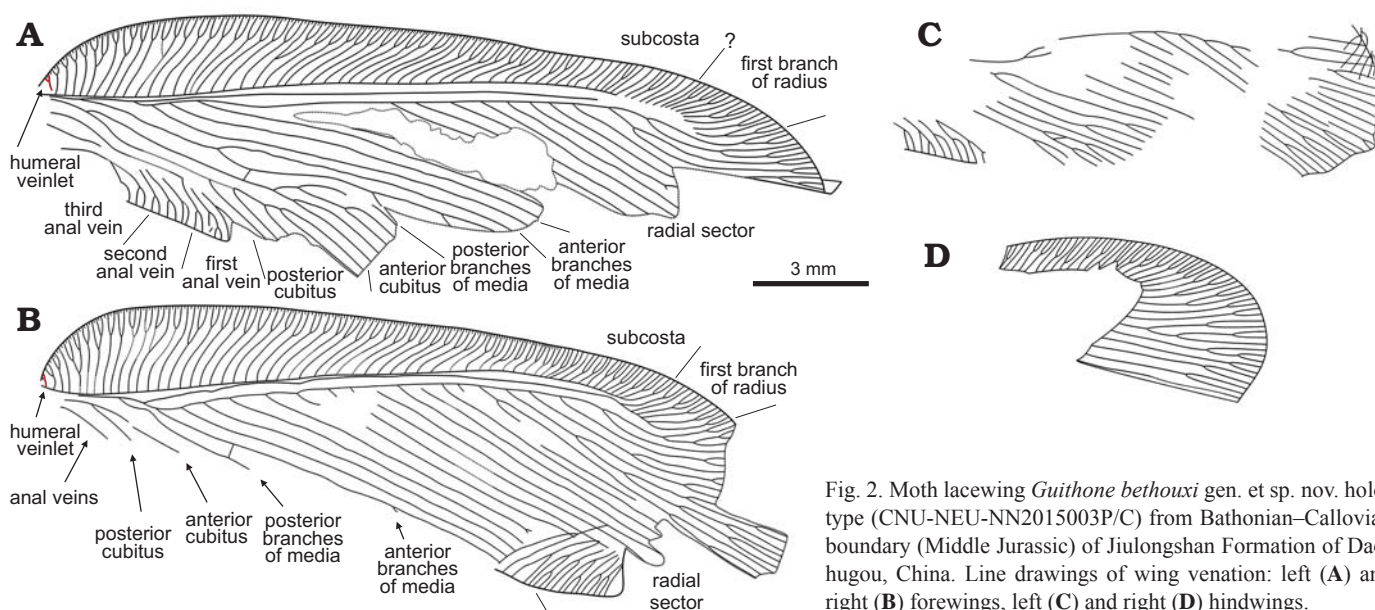 A
subcosta
?
first branch
of radius
humeral
veinlet
third
anal vein
second
anal vein
first
anal vein
posterior
cubitus
anterior
cubitus
posterior
branches
of media
anterior
branches
of media
radial sector
3 mm
B
subcosta
first branch
of radius
humeral
veinlet
anal veins
posterior
cubitus
anterior
cubitus
posterior
branches
of media
anterior
branches
of media
radial
sector
C
D
Fig. 2. Moth lacewing Guithone bethouxi gen. et sp. nov. holo
type (CNU-NEU-NN2015003P/C) from Bathonian–Callovia
boundary (Middle Jurassic) of Jiulongshan Formation of Dao
hugou, China. Line drawings of wing venation: left (A) an
right (B) forewings, left (C) and right (D) hindwings.